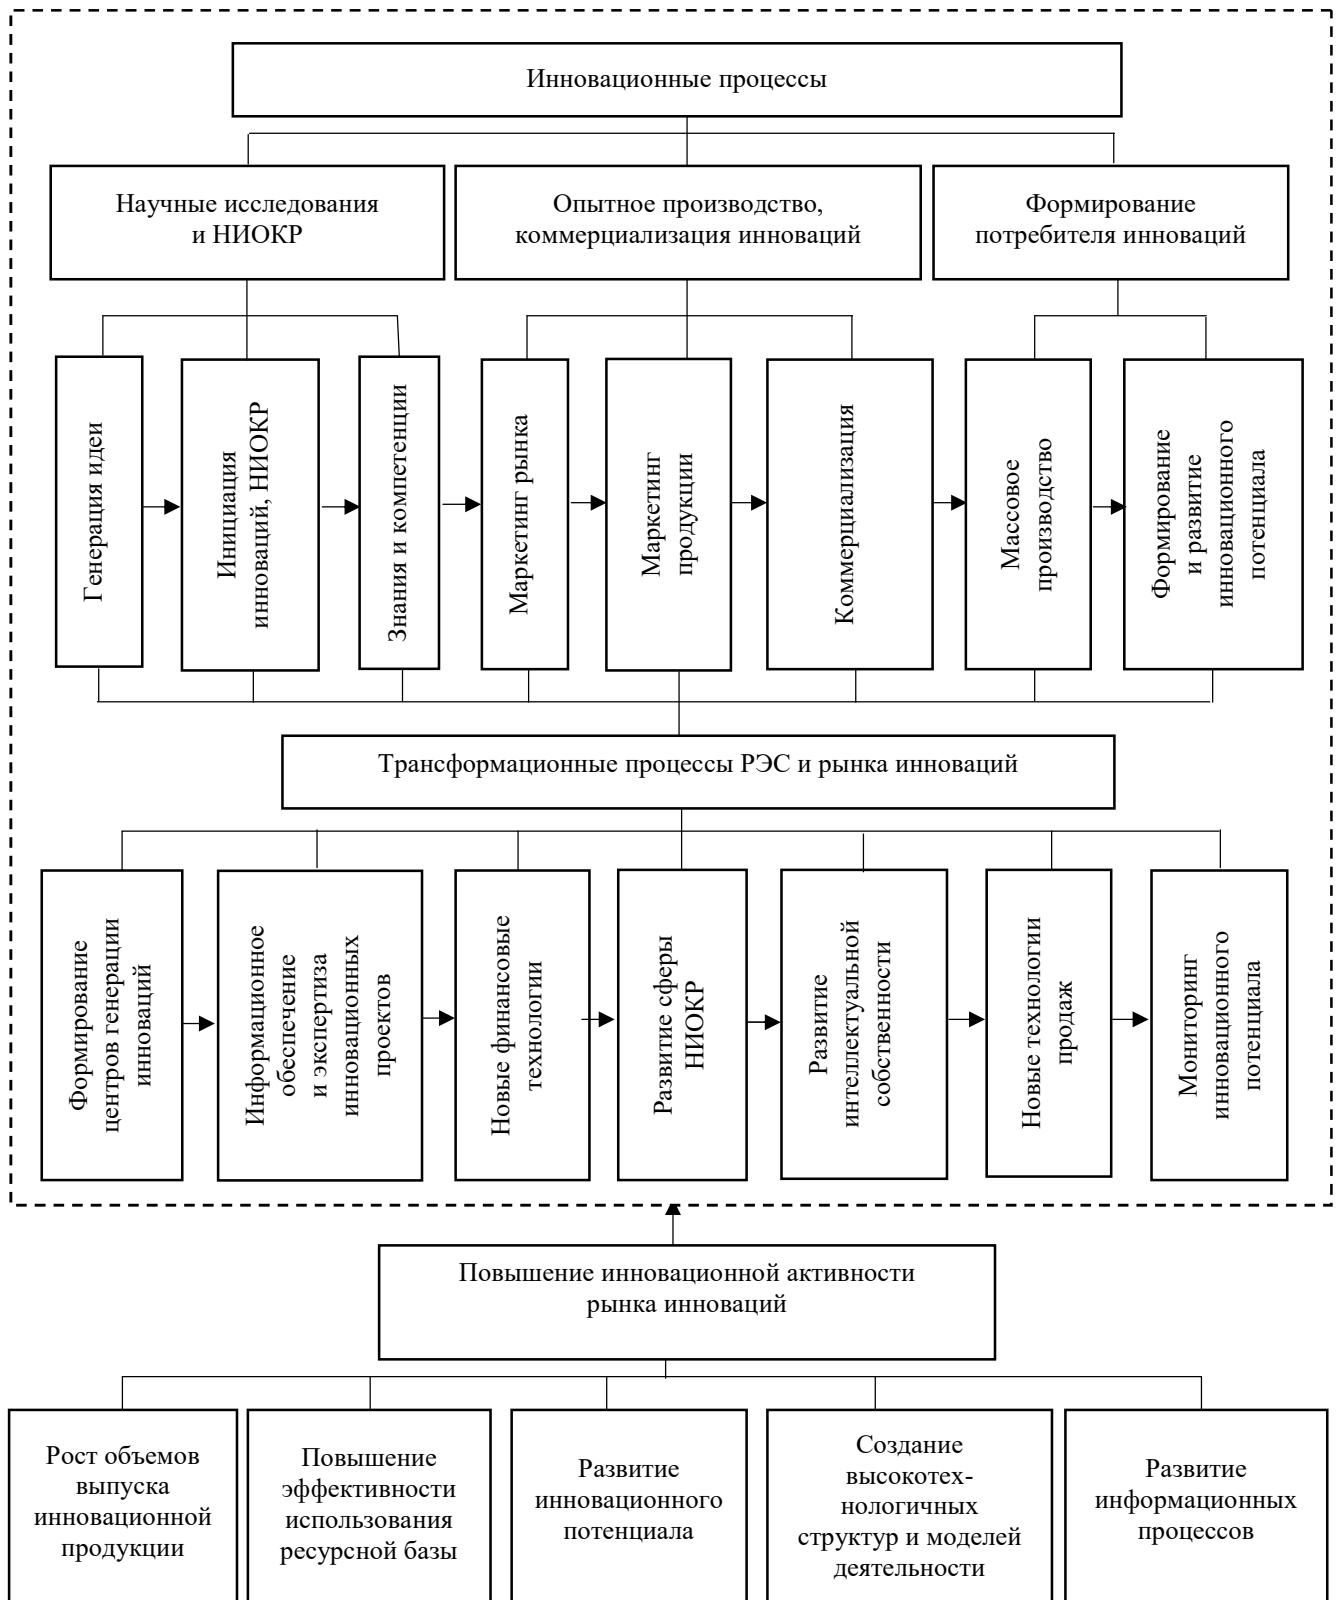 Инновационные процессы
Научные исследования
и НИОКР
Опытное производство,
коммерциализация инноваций
Формирование
потребителя инноваций
Генерация идеи
Инициация
инноваций, НИОКР
Знания и компетенции
Маркетинг рынка
Маркетинг
продукции
Коммерциализация
Массовое
производство
Формирование
и развитие
инновационного
потенциала
Трансформационные процессы РЭС и рынка инноваций
Формирование
центров генерации
инноваций
Информационное
обеспечение
и экспертиза
инновационных
проектов
Новые финансовые
технологии
Развитие сферы
НИОКР
Развитие
интеллектуальной
собственности
Новые технологии
продаж
Мониторинг
инновационного
потенциала
Повышение инновационной активности
рынка инноваций
Рост объемов
выпуска
инновационной
продукции
Повышение
эффективности
использования
ресурсной базы
Развитие
инновационного
потенциала
Создание
высокотех-
нологичных
структур и моделей
деятельности
Развитие
информационных
процессов